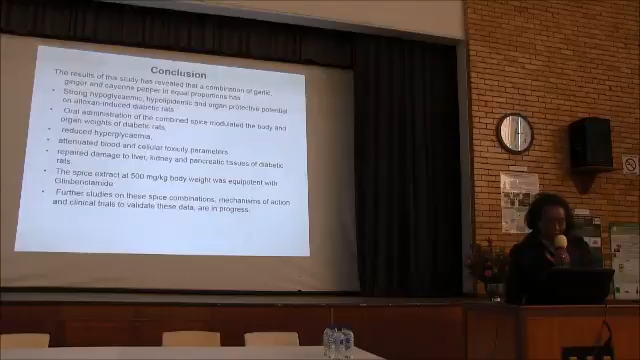 Conclusion
The results of this study has revealed that a combination of garlic,
ginger and cayenne pepper in equal proportions has
• Strong hypoglycaemic, hypolipidemic and organ protective potential
on alloxan-induced diabetic rats
• Oral administration of the combined spice modulated the body and
organ weights of diabetic rats,
• reduced hyperglycaemia,
• attenuated blood and cellular toxicity parameters
• repaired damage to liver, kidney and pancreatic tissues of diabetic
rats.
• The spice extract at 500 mg/kg body weight was equipotent with
Glinbenclamide
• Further studies on these spice combinations, mechanisms of action
and clinical trials to validate these data, are in progress.